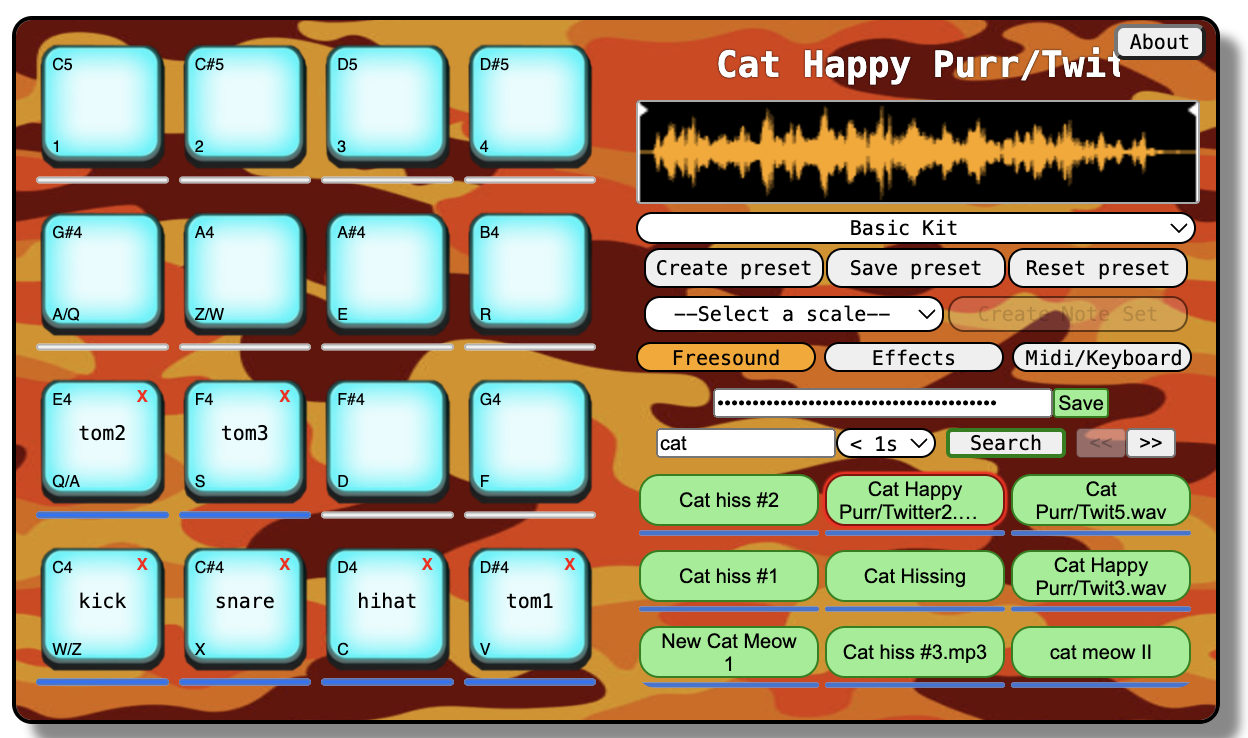 About
Cat Happy Purr/Twit
C5
C#5
D5
D#5
1
2
3
4
G#4
A4
A#4
B4
A/Q
Z/W
E
R
E4 X
F4 X
F#4
G4
tom2
tom3
Q/A
S
D
F
C4 X
C#4 X
D4 X
D#4 X
kick
snare
hihat
tom1
W/Z
X
C
V
Basic Kit
Create preset
Save preset
Reset preset
--Select a scale--
Create Note Set
Freesound
Effects
Midi/Keyboard
••••••••••••••••••••••••••••••••••••••••
Save
cat
< 1s
Search
<<
>>
Cat hiss #2
Cat Happy
Purr/Twitter2....
Cat
Purr/Twit5.wav
Cat hiss #1
Cat Hissing
Cat Happy
Purr/Twit3.wav
New Cat Meow
1
Cat hiss #3.mp3
cat meow II